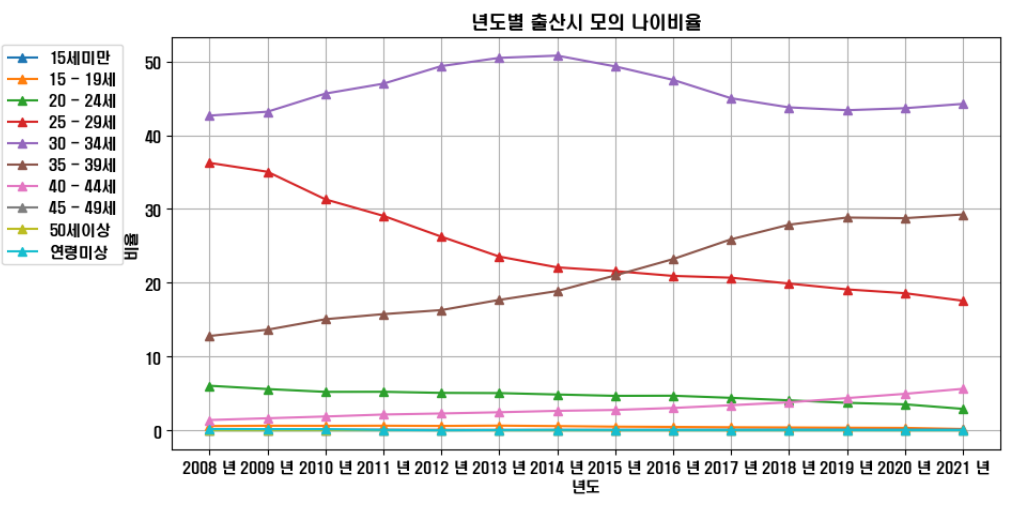 년도별 출산시 모의 나이비율
15세미만
15 - 19세
20 - 24세
25 - 29세
30 - 34세
35 - 39세
40 - 44세
45 - 49세
50세이상
연령미상
비율
50
40
30
20
10
0
2008 년 2009 년 2010 년 2011 년 2012 년 2013 년 2014 년 2015 년 2016 년 2017 년 2018 년 2019 년 2020 년 2021 년
년도